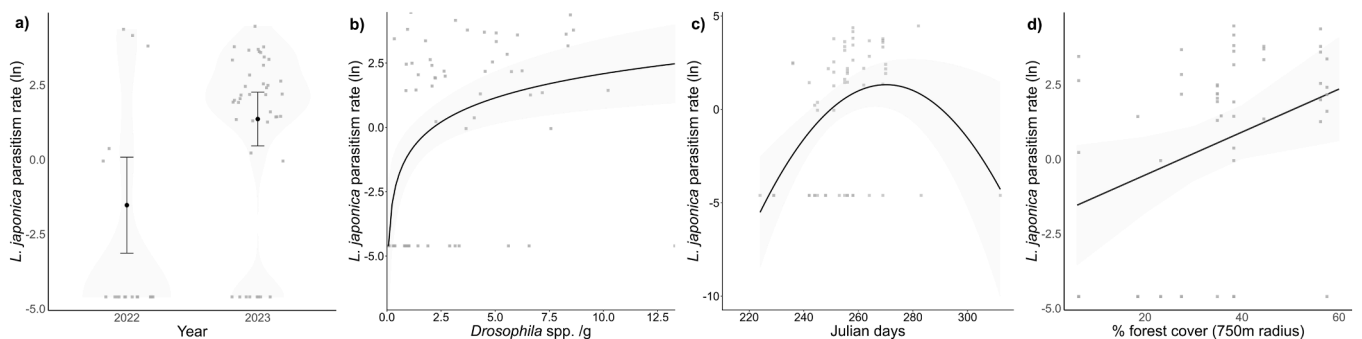 a)
L. japonica parasitism rate (ln)
2.5
0.0
-2.5
-5.0
2022
2023
Year
b)
L. japonica parasitism rate (ln)
2.5
0.0
-2.5
-5.0
0.0
2.5
5.0
7.5
10.0
12.5
Drosophila spp. /g
c)
L. japonica parasitism rate (ln)
5
0
-5
-10
220
240
260
280
300
Julian days
d)
L. japonica parasitism rate (ln)
2.5
0.0
-2.5
-5.0
20
40
60
% forest cover (750m radius)